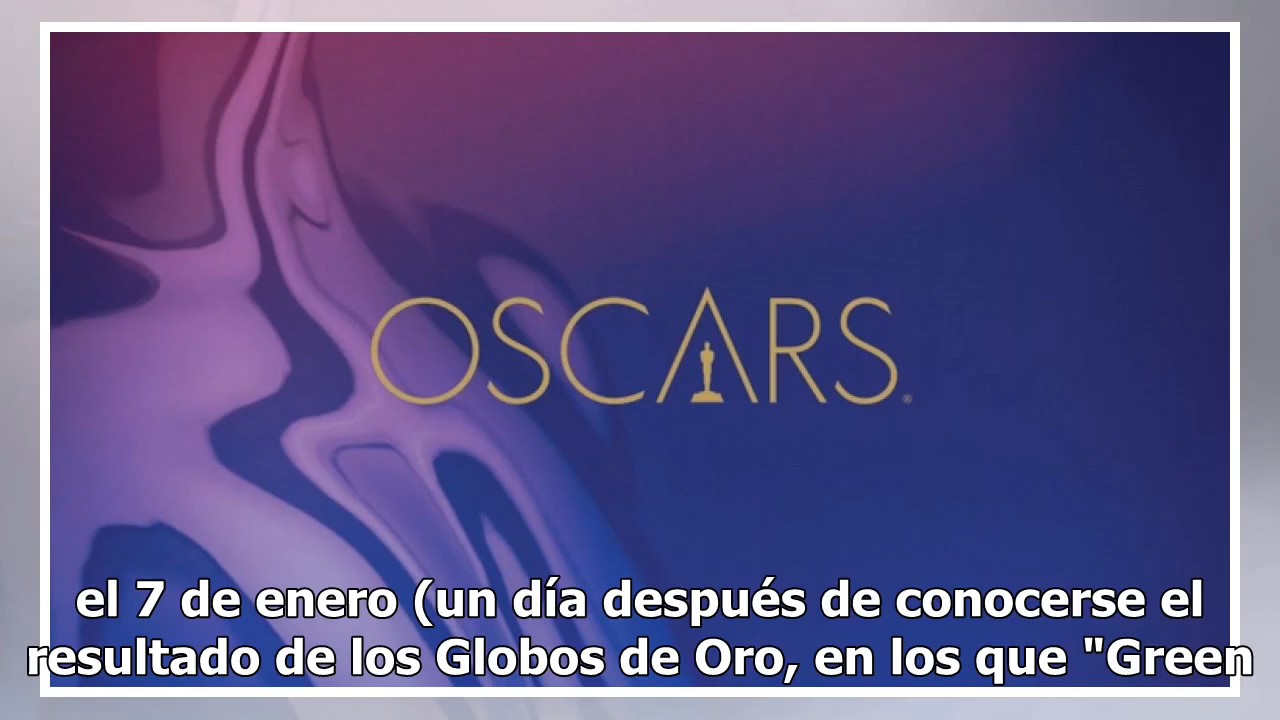 OSCARS®
el 7 de enero (un día después de conocerse el
resultado de los Globos de Oro, en los que "Green